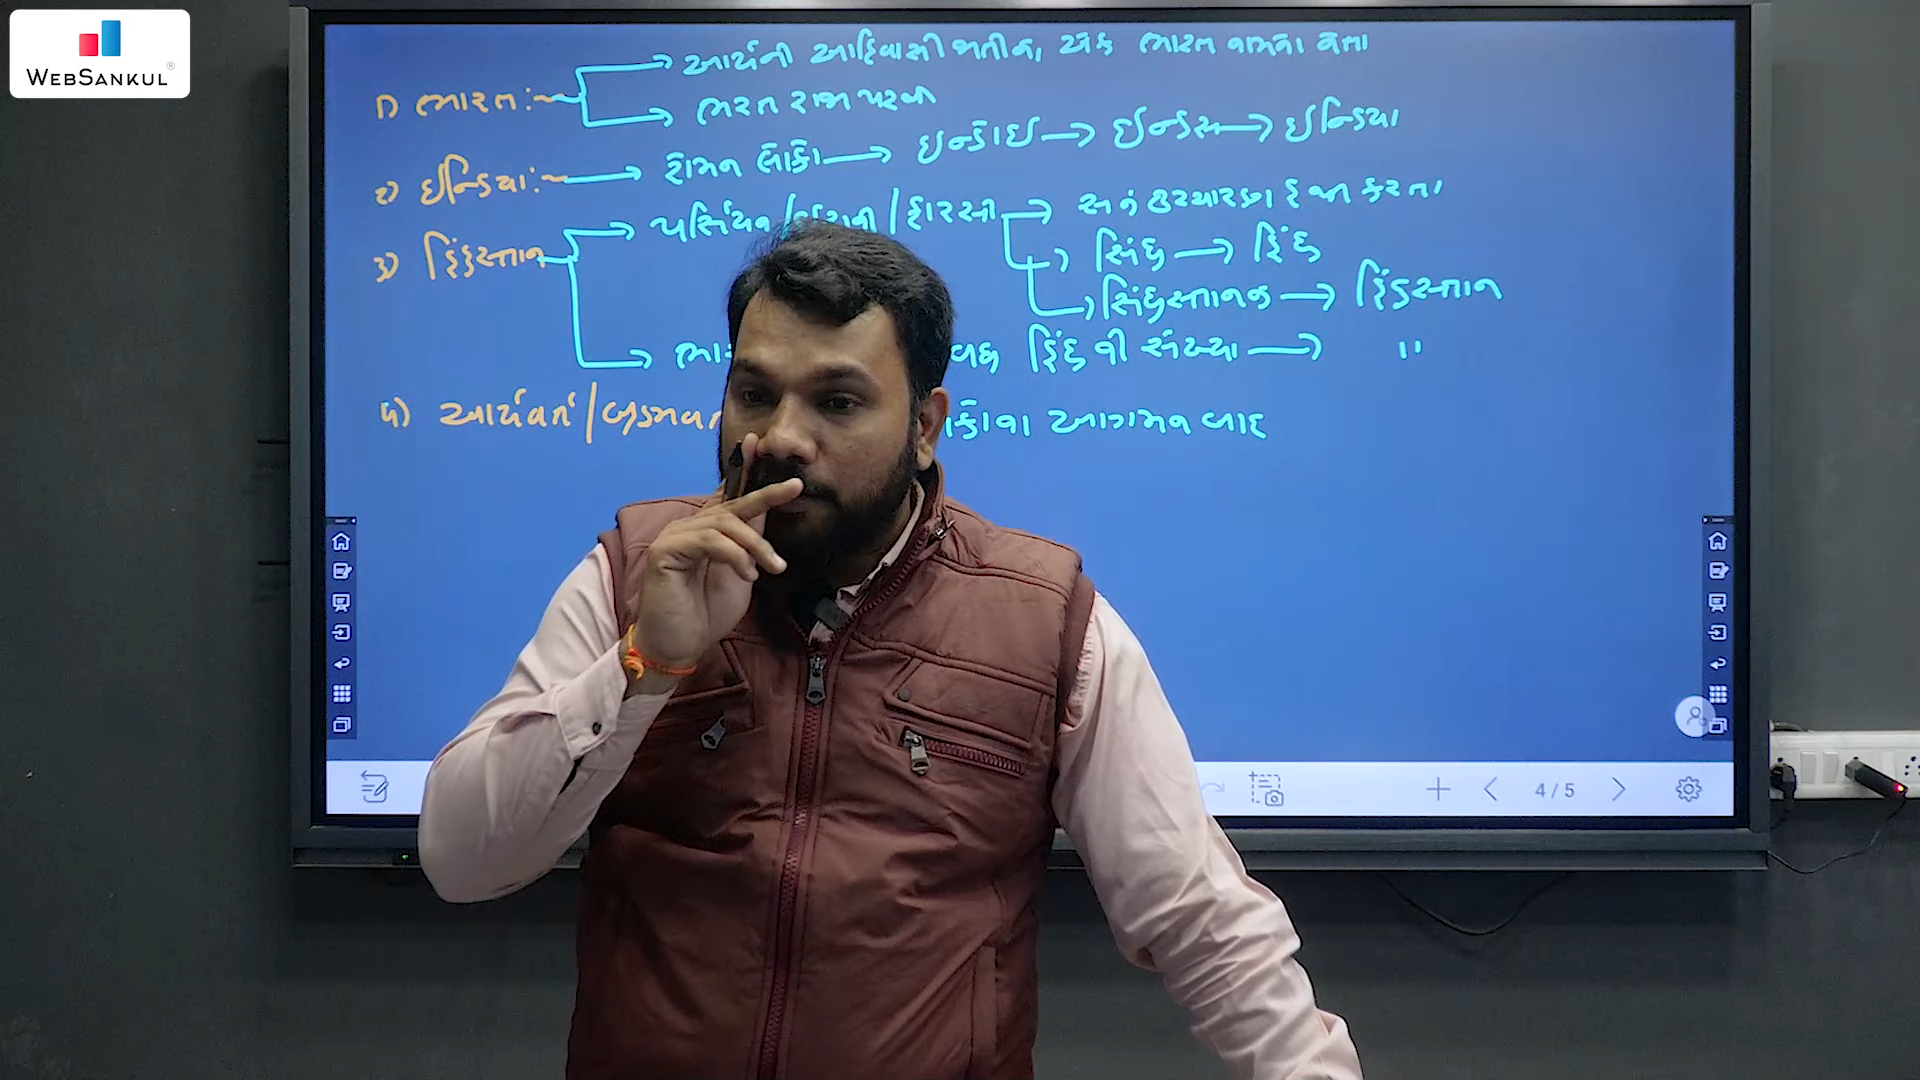 WEBSANKUL®
આર્યની આદિવાસી જાતીના, એક ભારત નામના નેતા
1) ભારત :~
ભરત રાજા પરથી
2) ઇન્ડિયા :~ → રોમન લોકો → ઇન્ડોઇ → ઇન્ડસ → ઇન્ડિયા
3) હિંદુસ્તાન → પર્સિયન / / ફારસી → સ નું ઉચ્ચારણ હ થી કરતા
સિંધુ → હિંદુ
સિંધુસ્તાનન → હિંદુસ્તાન
હિંદુની સંખ્યા → "
4) આર્યવર્ત / આગમન બાદ
4/5